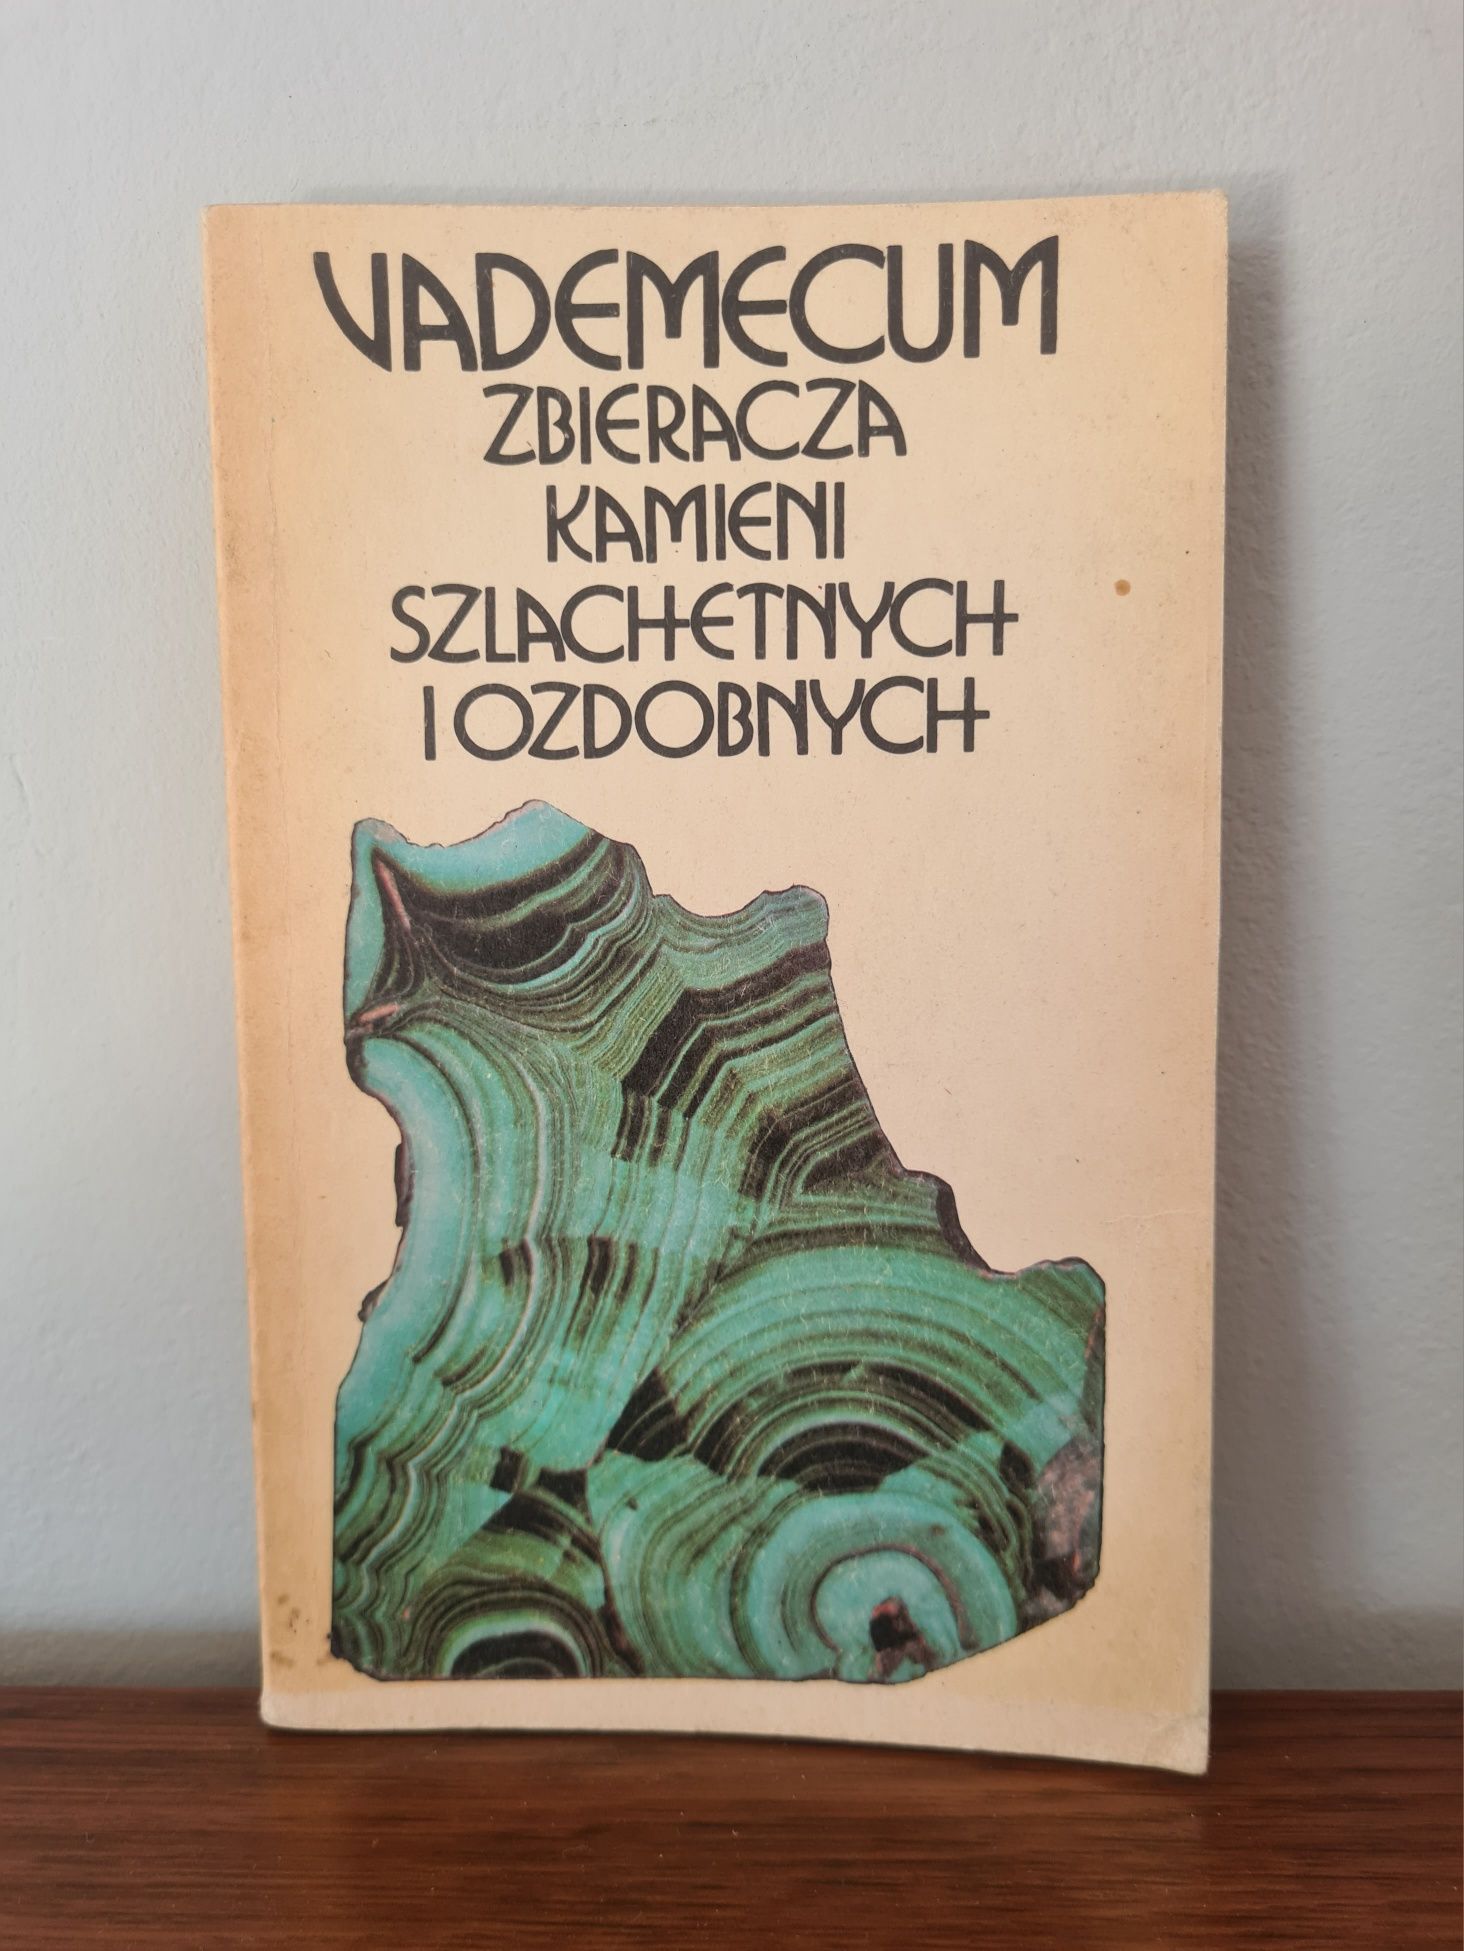 VADEMECUM
ZBIERACZA
KAMIENI
SZLACHETNYCH
I OZDOBNYCH